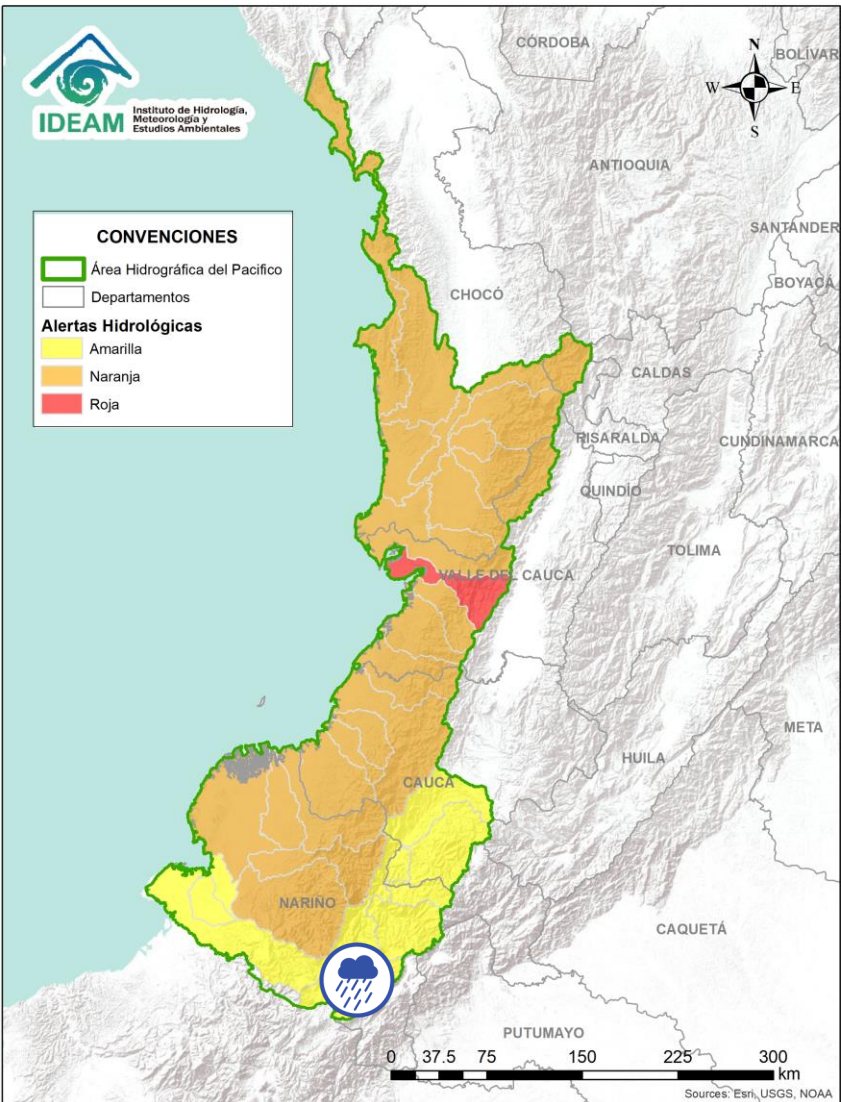 IDEAM
Instituto de Hidrología,
Meteorología y
Estudios Ambientales
CÓRDOBA
N
BOLÍVAR
W
E
S
ANTIOQUIA
CONVENCIONES
Área Hidrográfica del Pacifico
Departamentos
Alertas Hidrológicas
Amarilla
Naranja
Roja
SANTANDER
BOYACÁ
CHOCÓ
CALDAS
RISARALDA
CUNDINAMARCA
QUINDÍO
TOLIMA
VALLE DEL CAUCA
META
HUILA
CAUCA
NARIÑO
CAQUETÁ
PUTUMAYO
0 37.5 75 150 225 300
km
Sources: Esri, USGS, NOAA